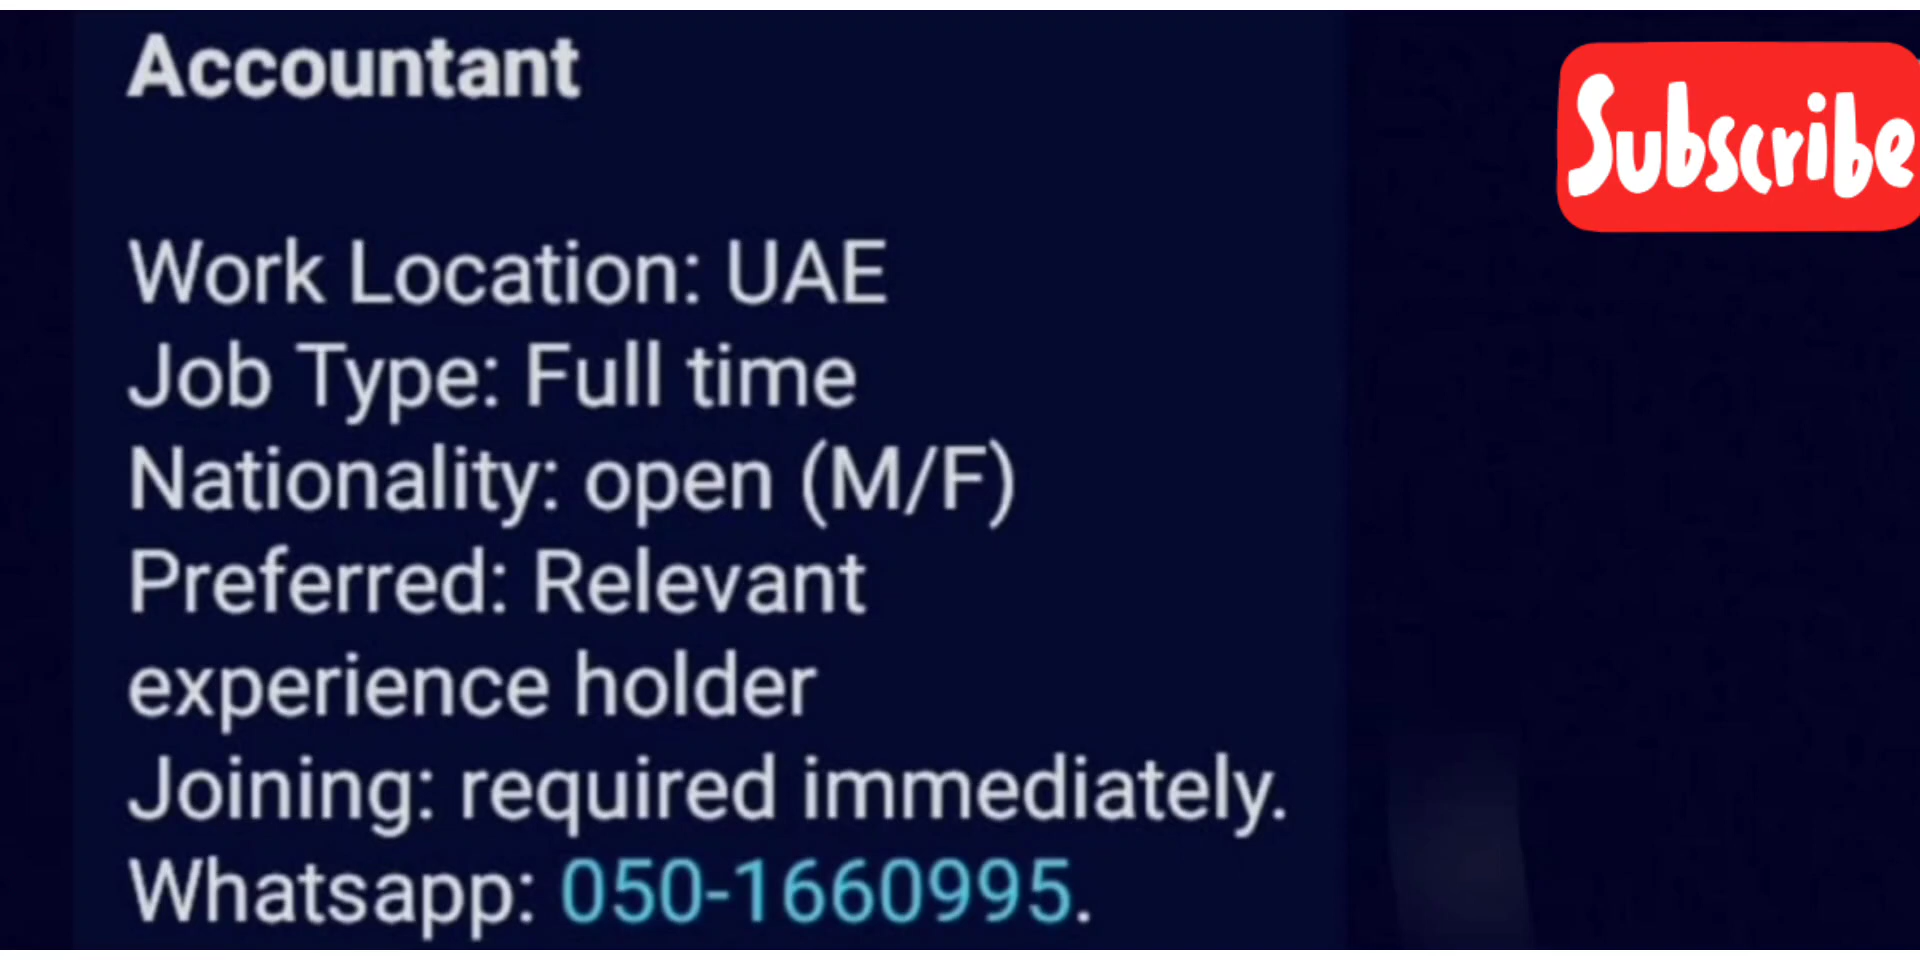 Accountant
Subscribe
Work Location: UAE
Job Type: Full time
Nationality: open (M/F)
Preferred: Relevant
experience holder
Joining: required immediately.
Whatsapp: 050-1660995.